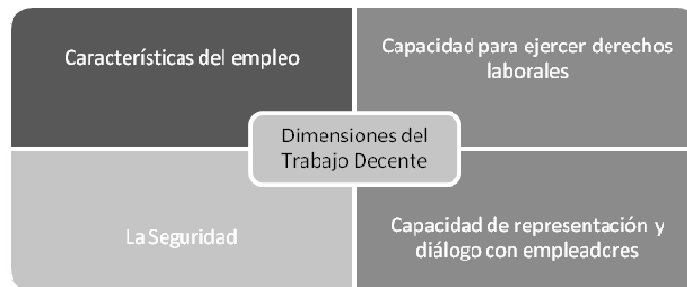 Características del empleo
Capacidad para ejercer derechos
laborales
Dimensiones del
Trabajo Decente
La Seguridad
Capacidad de representación y
diálogo con empleadores